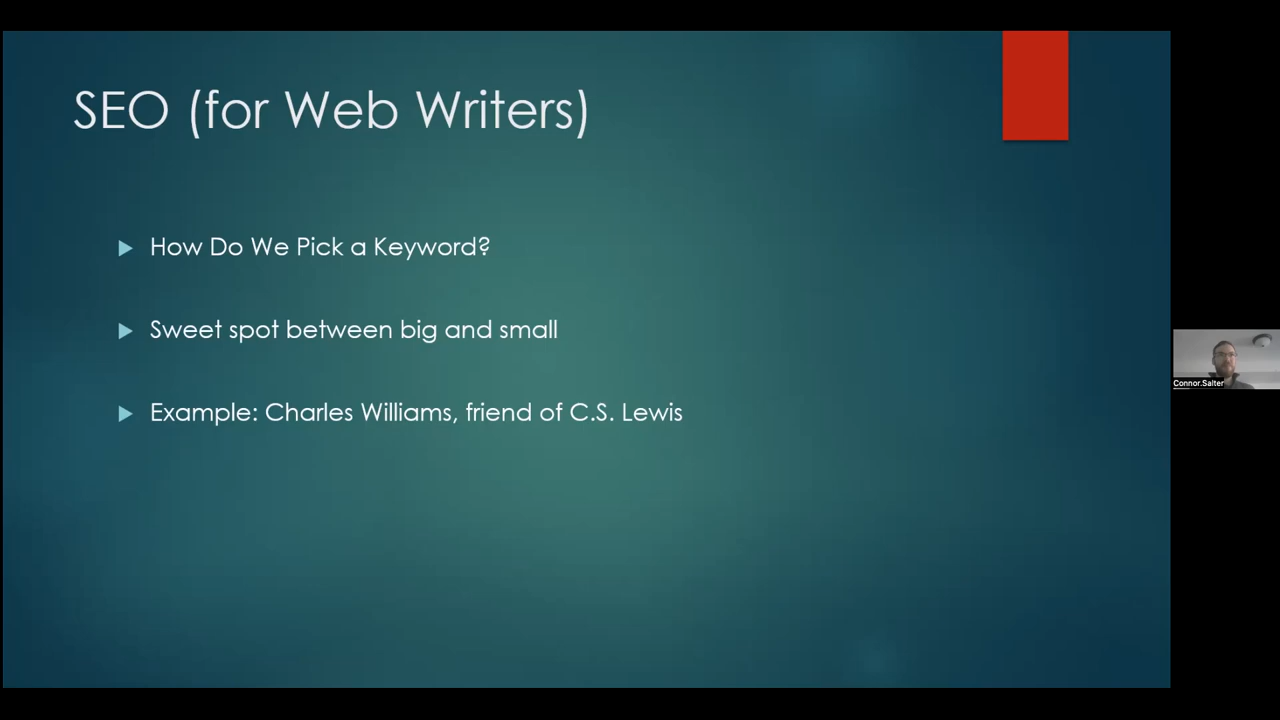 SEO (for Web Writers)
How Do We Pick a Keyword?
Sweet spot between big and small
Example: Charles Williams, friend of C.S. Lewis
Connor.Salter